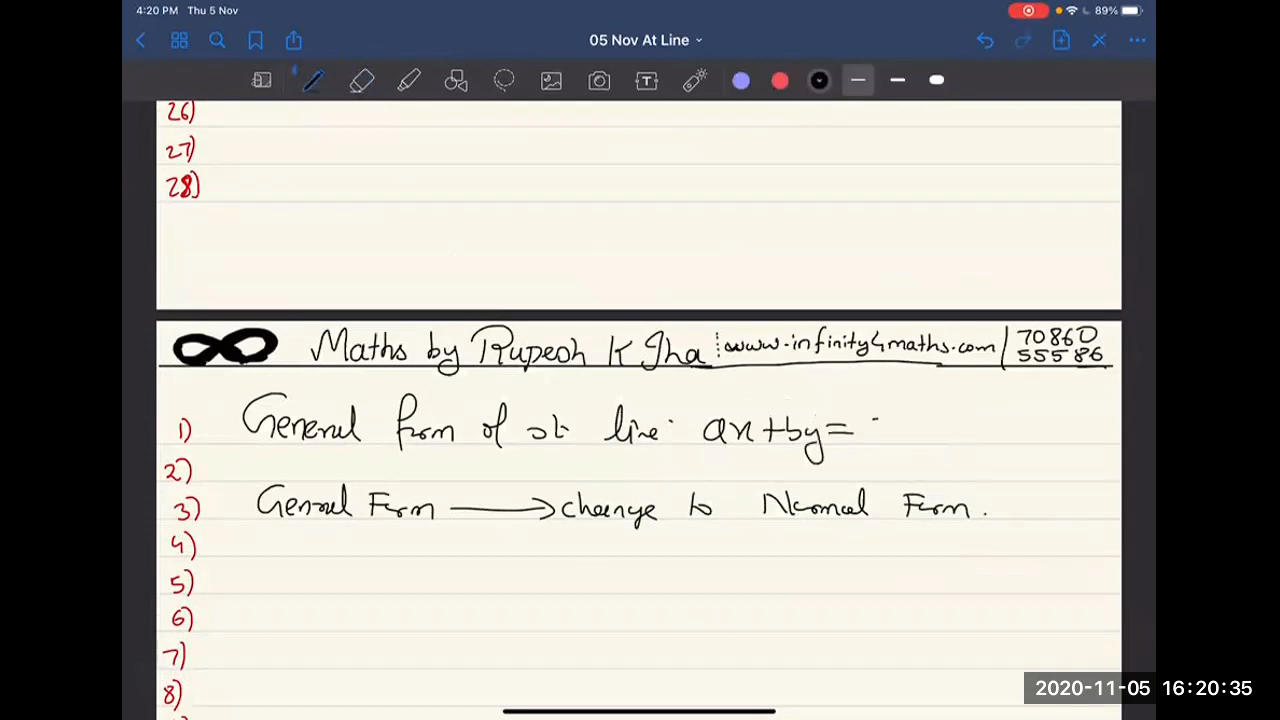 4:20 PM Thu 5 Nov
89%
05 Nov At Line
26)
27)
28)
Maths by Rupesh K Jha
www.infinity4maths.com
70860
55586
1) General form of st line: ax+by=
2)
3) General Form → change to Normal Form.
4)
5)
6)
7)
8)
2020-11-05 16:20:35